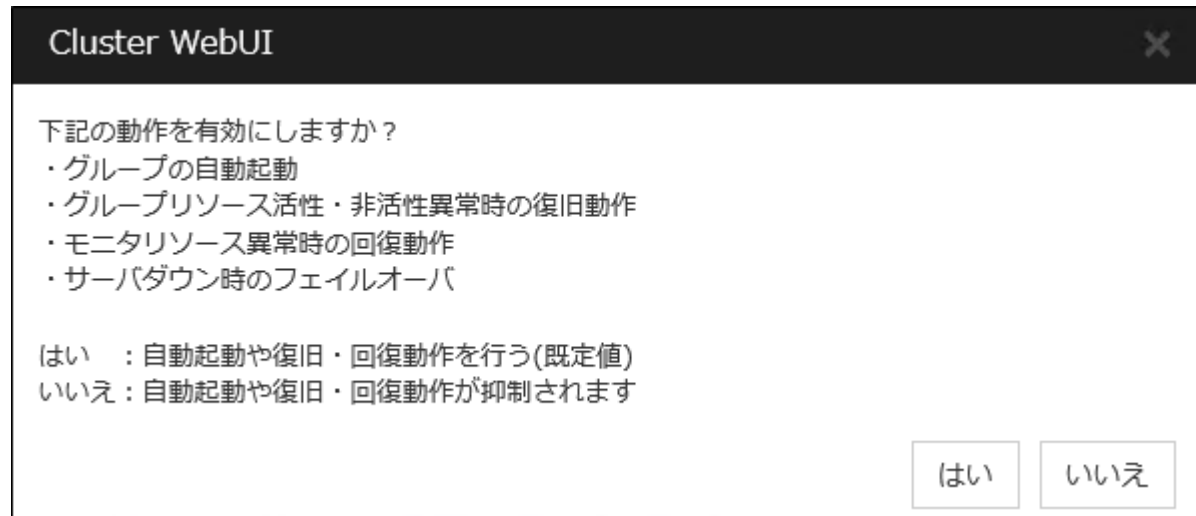 Cluster WebUI
下記の動作を有効にしますか？
・グループの自動起動
・グループリソース活性・非活性異常時の復旧動作
・モニタリソース異常時の回復動作
・サーバダウン時のフェイルオーバ
はい　：自動起動や復旧・回復動作を行う(既定値)
いいえ：自動起動や復旧・回復動作が抑制されます
はい　いいえ